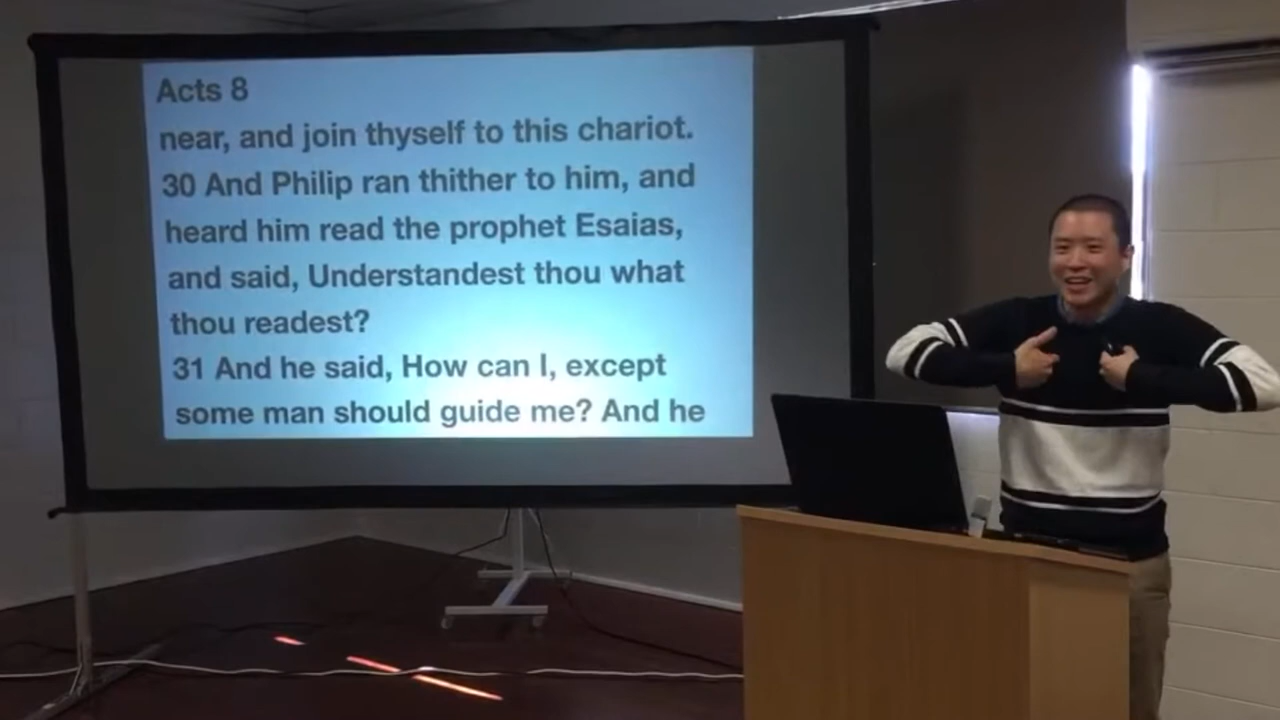 Acts 8
near, and join thyself to this chariot.
30 And Philip ran thither to him, and
heard him read the prophet Esaias,
and said, Understandest thou what
thou readest?
31 And he said, How can I, except
some man should guide me? And he